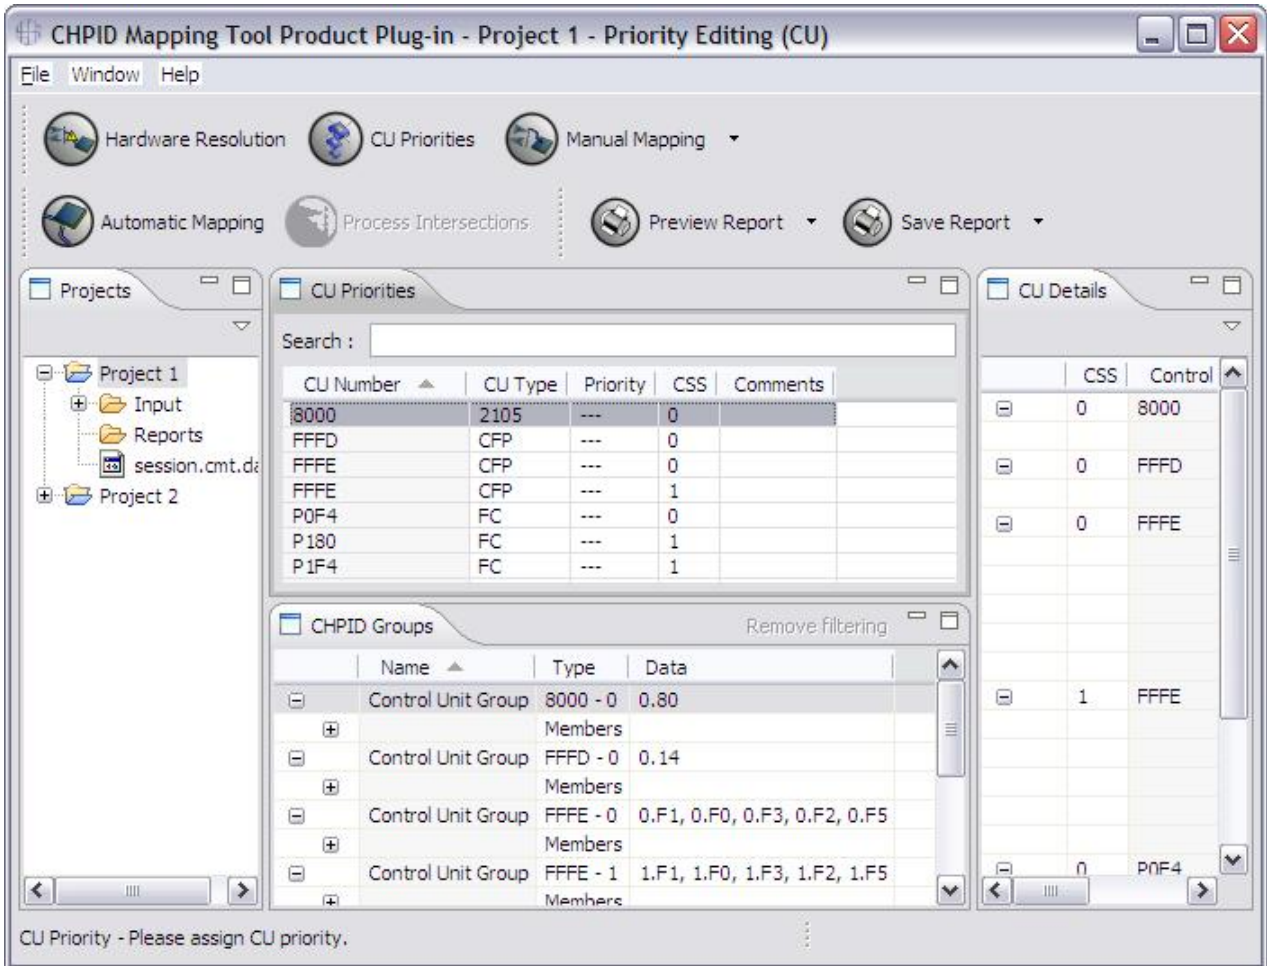 CHPID Mapping Tool Product Plug-in - Project 1 - Priority Editing (CU)
File Window Help
Hardware Resolution CU Priorities Manual Mapping
Automatic Mapping Process Intersections Preview Report Save Report
Projects
Project 1
Input
Reports
session.cmt.da
Project 2
CU Priorities
Search :
CU Number CU Type Priority CSS Comments
8000 2105 --- 0
FFFD CFP --- 0
FFFE CFP --- 0
FFFE CFP --- 1
P0F4 FC --- 0
P180 FC --- 1
P1F4 FC --- 1
CHPID Groups Remove filtering
Name Type Data
Control Unit Group 8000 - 0 0.80
Members
Control Unit Group FFFD - 0 0.14
Members
Control Unit Group FFFE - 0 0.F1, 0.F0, 0.F3, 0.F2, 0.F5
Members
Control Unit Group FFFE - 1 1.F1, 1.F0, 1.F3, 1.F2, 1.F5
Members
CU Details
CSS Control
0 8000
0 FFFD
0 FFFE
1 FFFE
0 P0F4
CU Priority - Please assign CU priority.